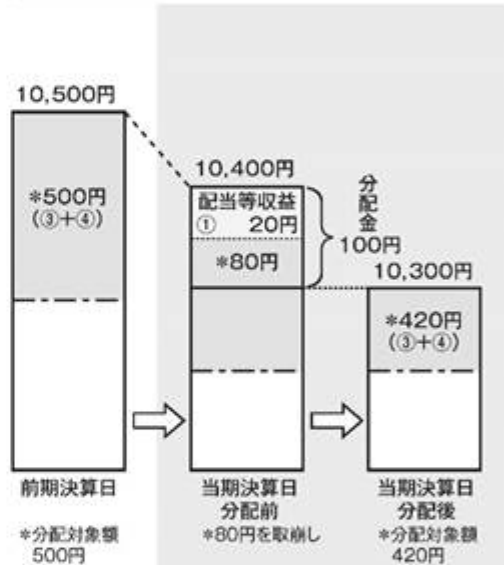 10,500円
*500円
(③+④)
10,400円
配当等収益
① 20円
*80円
分配金
100円
10,300円
*420円
(③+④)
前期決算日
当期決算日
分配前
当期決算日
分配後
*分配対象額
500円
*80円を取崩し
*分配対象額
420円